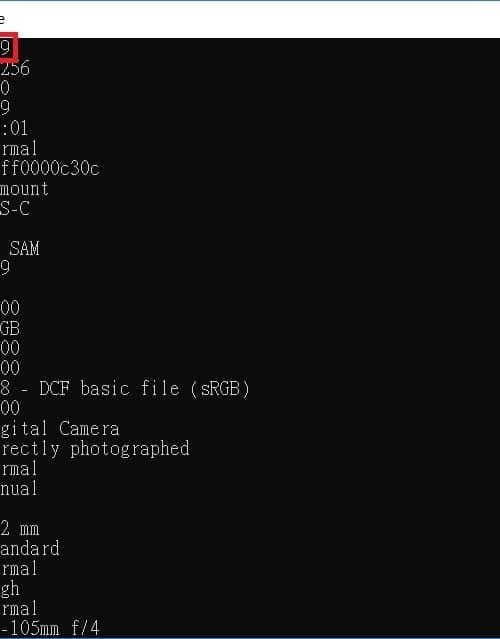 e
9
256
0
9
:01
rmal
ff0000c30c
mount
S-C
SAM
9
00
GB
00
00
8 - DCF basic file (sRGB)
00
gital Camera
rectly photographed
rmal
nual
2 mm
andard
rmal
gh
rmal
-105mm f/4